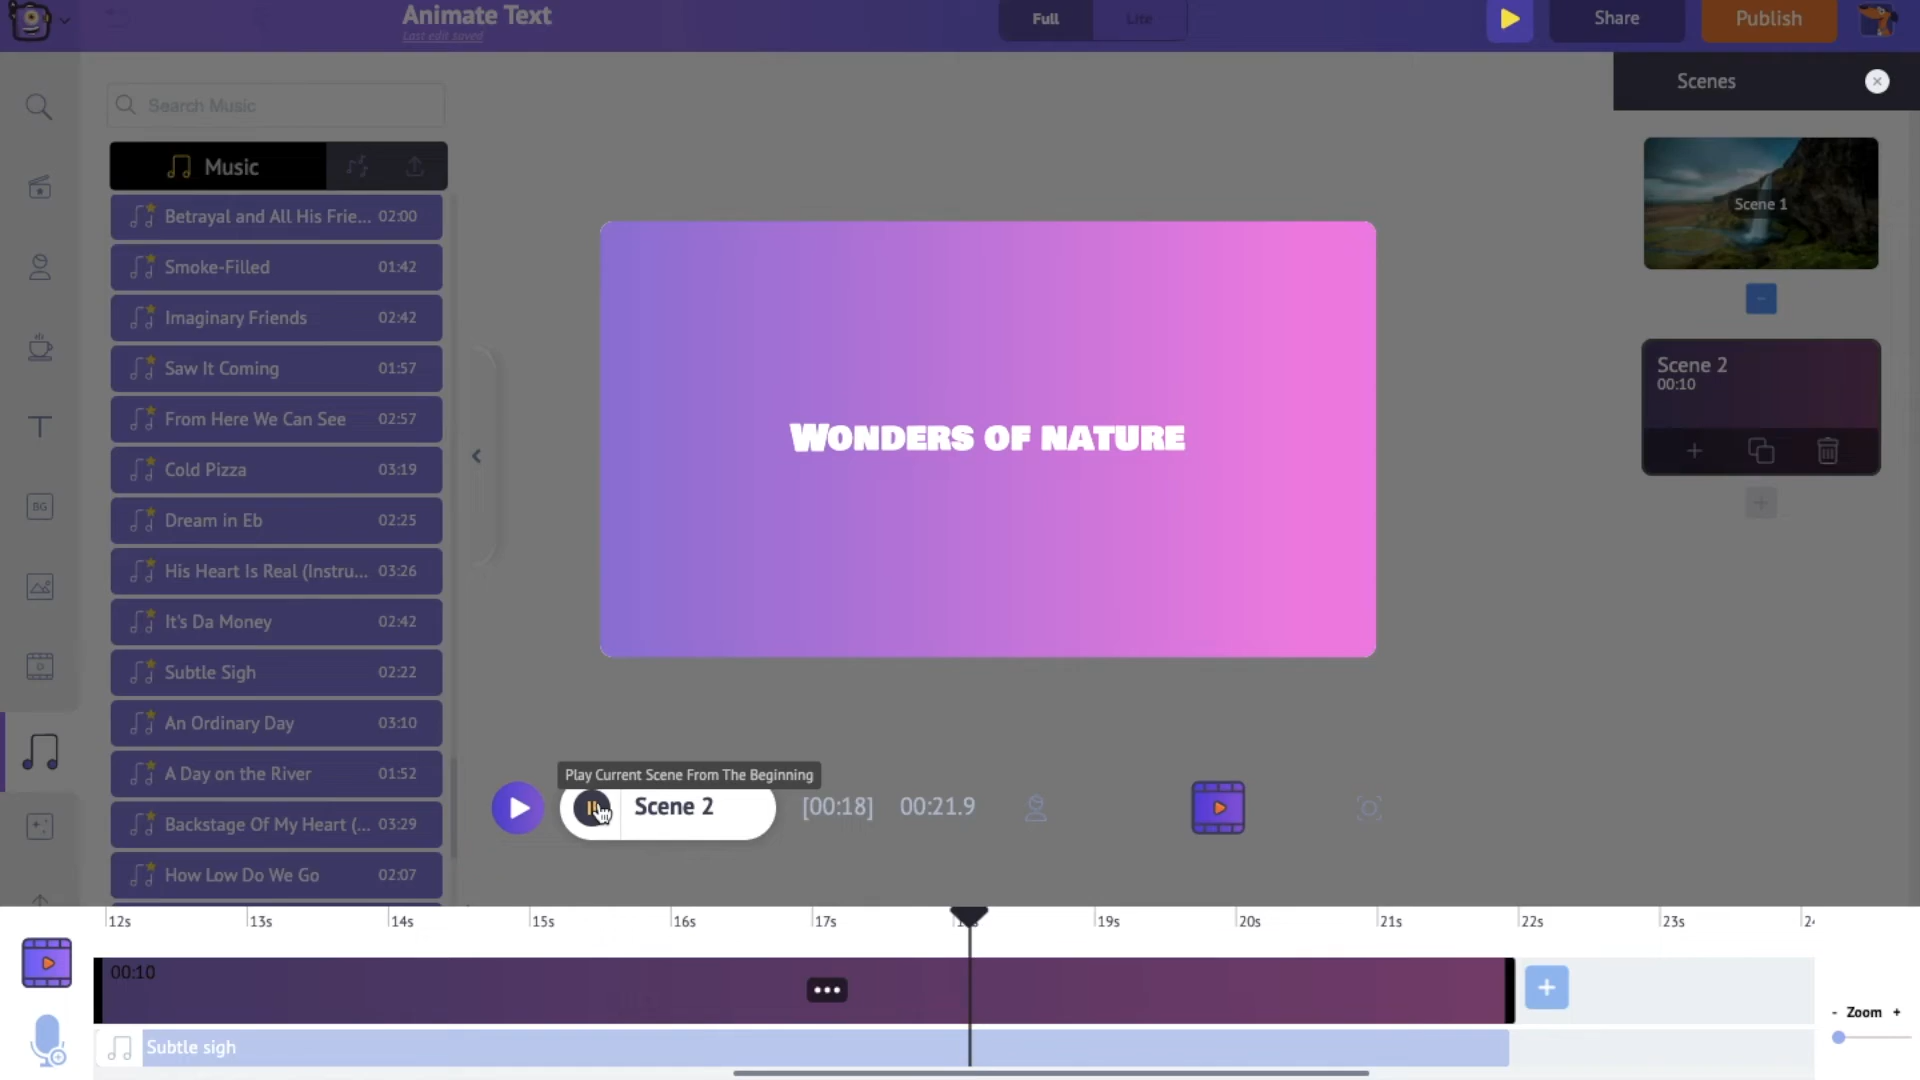 Animate Text
Last edit saved
Full
Lite
Share
Publish
Scenes
Search Music
Music
Betrayal and All His Frie... 02:00
Smoke-Filled 01:42
Imaginary Friends 02:42
Saw It Coming 01:57
From Here We Can See 02:57
Cold Pizza 03:19
Dream in Eb 02:25
His Heart Is Real (Instru... 03:26
It's Da Money 02:42
Subtle Sigh 02:22
An Ordinary Day 03:10
A Day on the River 01:52
Backstage Of My Heart (... 03:29
How Low Do We Go 02:07
BG
Wonders of nature
Scene 1
Scene 2
00:10
Play Current Scene From The Beginning
Scene 2
[00:18] 00:21.9
12s 13s 14s 15s 16s 17s 19s 20s 21s 22s 23s
00:10
Subtle sigh
- Zoom +